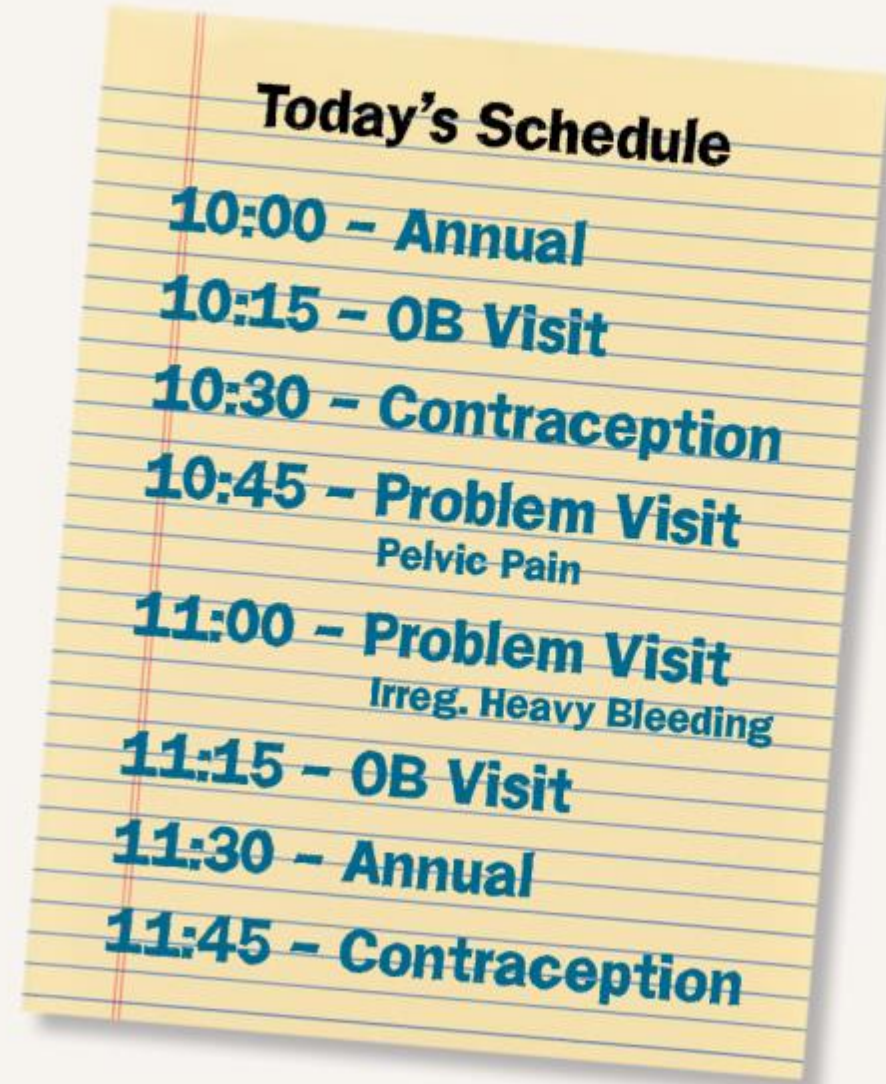 Today's Schedule
10:00 – Annual
10:15 – OB Visit
10:30 – Contraception
10:45 – Problem Visit
Pelvic Pain
11:00 – Problem Visit
Irreg. Heavy Bleeding
11:15 – OB Visit
11:30 – Annual
11:45 – Contraception